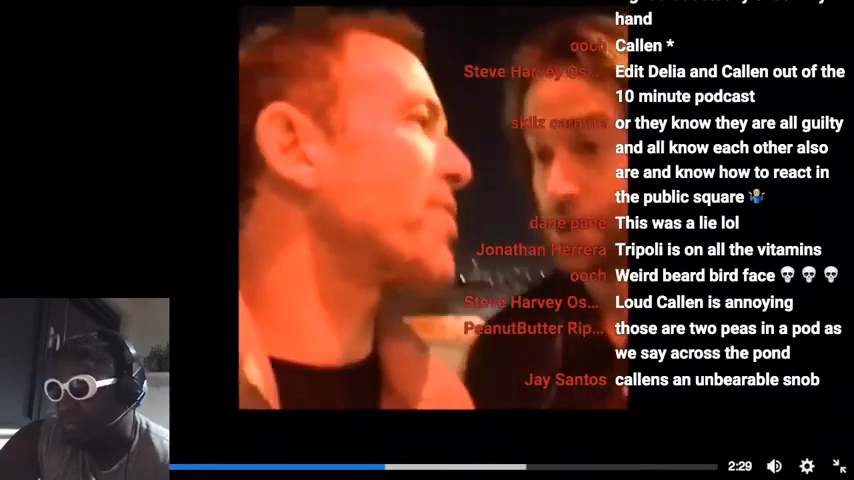 hand
ooch Callen *
Steve Harvey Os... Edit Delia and Callen out of the
10 minute podcast
skllz or they know they are all guilty
and all know each other also
are and know how to react in
the public square 🤷🏼‍♂️
dane pane This was a lie lol
Jonathan Herrera Tripoli is on all the vitamins
ooch Weird beard bird face 💀 💀 💀
Steve Harvey Os... Loud Callen is annoying
PeanutButter Rip... those are two peas in a pod as
we say across the pond
Jay Santos callens an unbearable snob
2:29